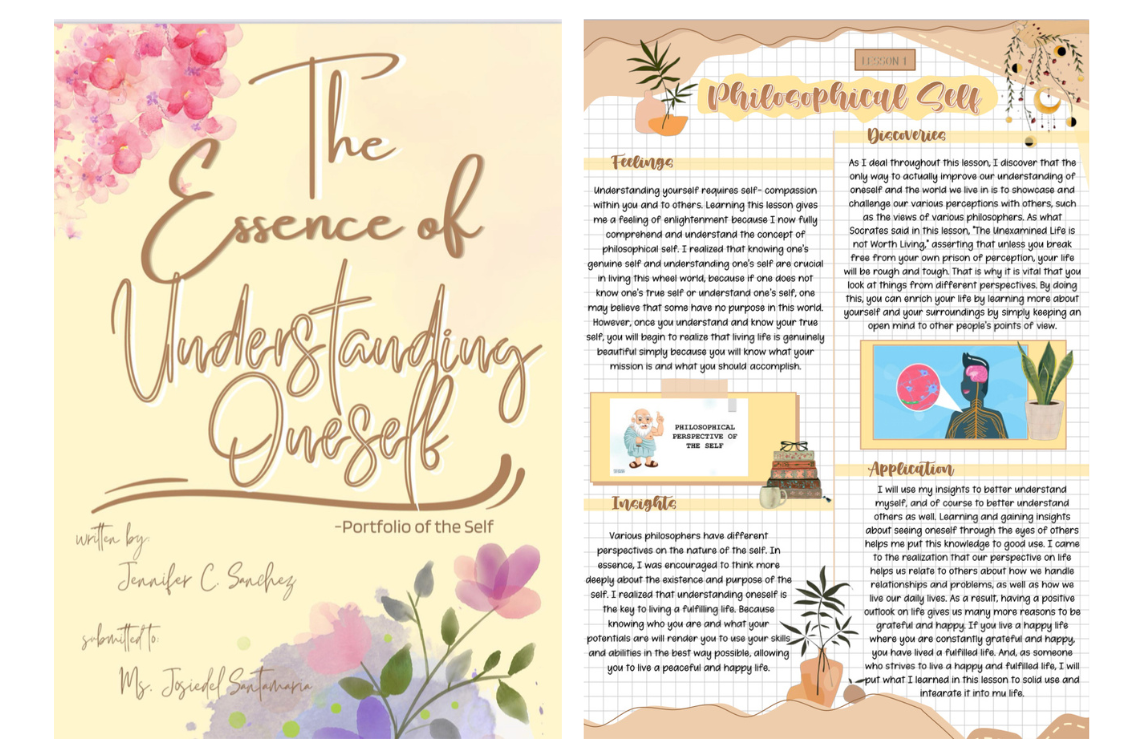 The
Essence of
Understanding
Oneself
-Portfolio of the Self
written by:
Jennifer C. Sanchez
submitted to:
Ms. Josiedel Santamaria
LESSON 1
Philosophical Self
Feelings
Understanding yourself requires self- compassion
within you and to others. Learning this lesson gives
me a feeling of enlightenment because I now fully
comprehend and understand the concept of
philosophical self. I realized that knowing one's
genuine self and understanding one's self are crucial
in living this wheel world, because if one does not
know one's true self or understand one's self, one
may believe that some have no purpose in this world.
However, once you understand and know your true
self, you will begin to realize that living life is genuinely
beautiful simply because you will know what your
mission is and what you should accomplish.
PHILOSOPHICAL
PERSPECTIVE OF
THE SELF
Insights
Various philosophers have different
perspectives on the nature of the self. In
essence, I was encouraged to think more
deeply about the existence and purpose of the
self. I realized that understanding oneself is
the key to living a fulfilling life. Because
knowing who you are and what your
potentials are will render you to use your skills
and abilities in the best way possible, allowing
you to live a peaceful and happy life.
Discoveries
As I deal throughout this lesson, I discover that the
only way to actually improve our understanding of
oneself and the world we live in is to showcase and
challenge our various perceptions with others, such
as the views of various philosophers. As what
Socrates said in this lesson, "The Unexamined Life is
not Worth Living," asserting that unless you break
free from your own prison of perception, your life
will be rough and tough. That is why it is vital that you
look at things from different perspectives. By doing
this, you can enrich your life by learning more about
yourself and your surroundings by simply keeping an
open mind to other people's points of view.
Application
I will use my insights to better understand
myself, and of course to better understand
others as well. Learning and gaining insights
about seeing oneself through the eyes of others
helps me put this knowledge to good use. I came
to the realization that our perspective on life
helps us relate to others about how we handle
relationships and problems, as well as how we
live our daily lives. As a result, having a positive
outlook on life gives us many more reasons to be
grateful and happy. If you live a happy life
where you are constantly grateful and happy,
you have lived a fulfilled life. And, as someone
who strives to live a happy and fulfilled life, I will
put what I learned in this lesson to solid use and
integrate it into my life.